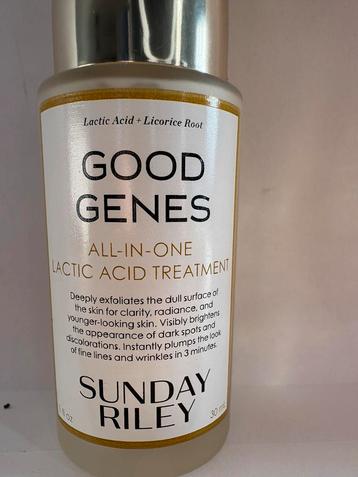 Lactic Acid + Licorice Root
GOOD
GENES
ALL-IN-ONE
LACTIC ACID TREATMENT
Deeply exfoliates the dull surface of
the skin for clarity, radiance, and
younger-looking skin. Visibly brightens
the appearance of dark spots and
discolorations. Instantly plumps the look
of fine lines and wrinkles in 3 minutes.
SUNDAY
RILEY
fl oz 30